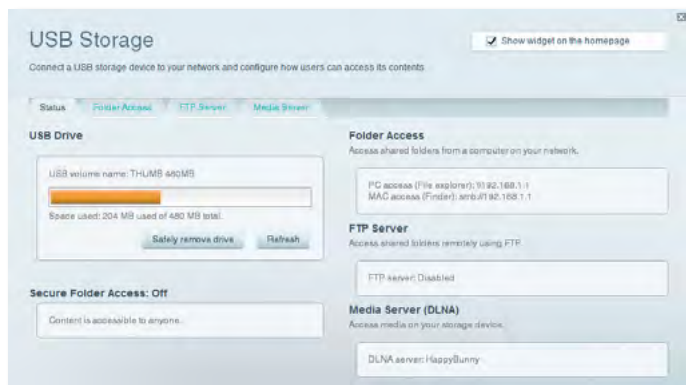 USB Storage
Show widget on the homepage
Connect a USB storage device to your network and configure how users can access its contents.
Status Folder Access FTP Server Media Server
USB Drive
USB volume name: THUMB 480MB
Space used: 204 MB used of 480 MB total.
Safely remove drive Refresh
Secure Folder Access: Off
Content is accessible to anyone.
Folder Access
Access shared folders from a computer on your network.
PC access (File explorer): \\192.168.1.1
MAC access (Finder): smb://192.168.1.1
FTP Server
Access shared folders remotely using FTP.
FTP server: Disabled
Media Server (DLNA)
Access media on your storage device.
DLNA server: HappyBunny